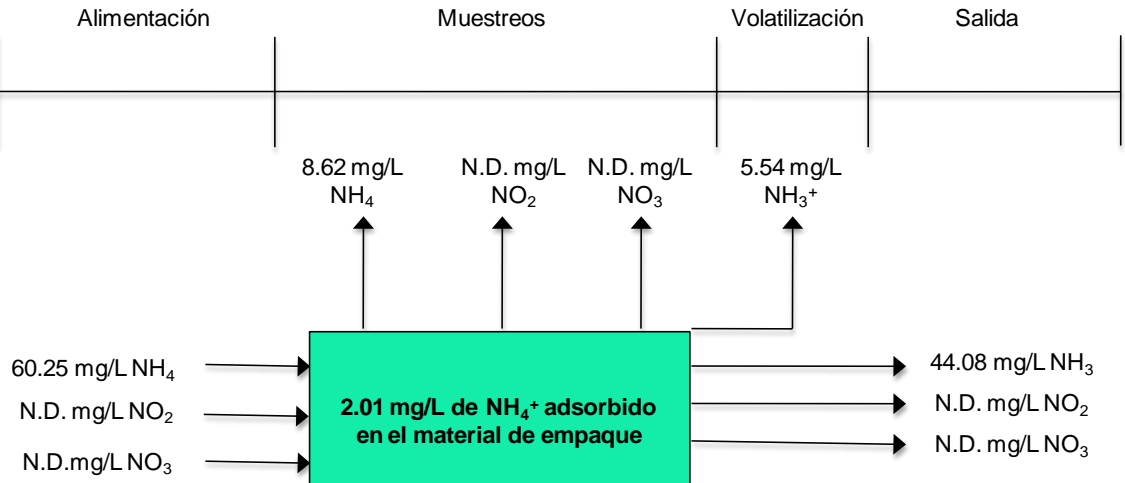 Alimentación
Muestreos
Volatilización
Salida
8.62 mg/L
NH₄
N.D. mg/L
NO₂
N.D. mg/L
NO₃
5.54 mg/L
NH₃⁺
60.25 mg/L NH₄
N.D. mg/L NO₂
N.D.mg/L NO₃
2.01 mg/L de NH₄⁺ adsorbido
en el material de empaque
44.08 mg/L NH₃
N.D. mg/L NO₂
N.D. mg/L NO₃